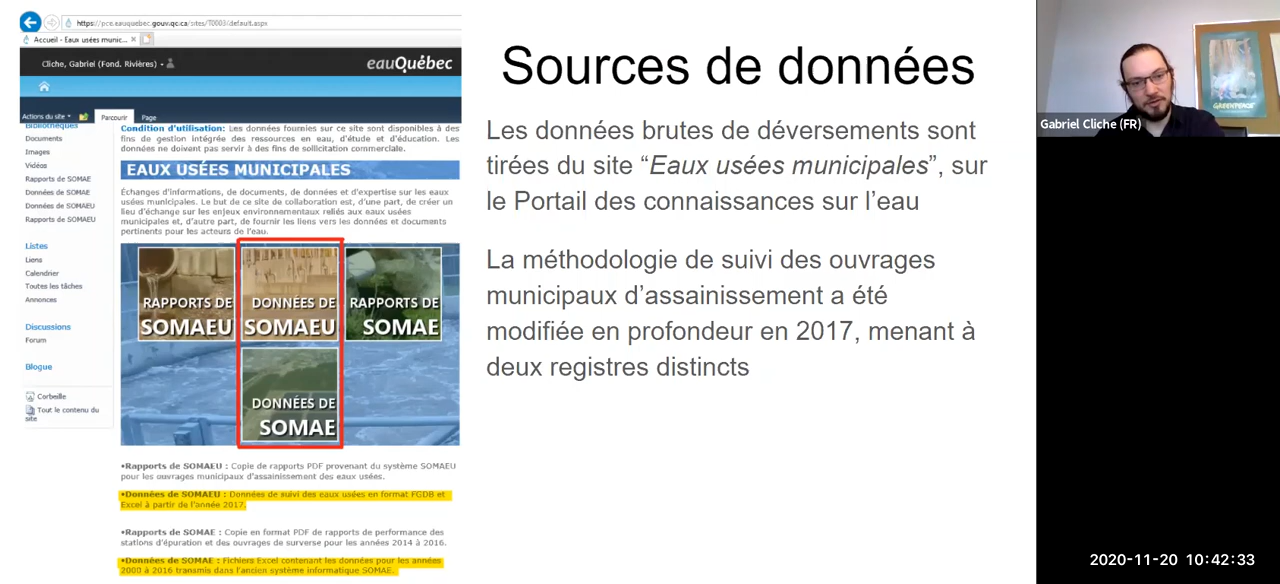 https://pce.eauquebec.gouv.qc.ca/sites/T0003/default.aspx
Accueil - Eaux usées munic...
Cliche, Gabriel (Fond. Rivières)
eauQuébec
Actions du site
Parcourir
Page
Bibliothèques
Documents
Images
Vidéos
Rapports de SOMAE
Données de SOMAE
Données de SOMAEU
Rapports de SOMAEU
Listes
Liens
Calendrier
Toutes les tâches
Annonces
Discussions
Forum
Blogue
Corbeille
Tout le contenu du
site
Condition d'utilisation: Les données fournies sur ce site sont disponibles à des
fins de gestion intégrée des ressources en eau, d'étude et d'éducation. Les
données ne doivent pas servir à des fins de sollicitation commerciale.
EAUX USÉES MUNICIPALES
Échanges d'informations, de documents, de données et d'expertise sur les eaux
usées municipales. Le but de ce site de collaboration est, d'une part, de créer un
lieu d'échange sur les enjeux environnementaux reliés aux eaux usées
municipales et, d'autre part, de fournir les liens vers les données et documents
pertinents pour les acteurs de l'eau.
RAPPORTS DE
SOMAEU
DONNÉES DE
SOMAEU
RAPPORTS DE
SOMAE
DONNÉES DE
SOMAE
•Rapports de SOMAEU : Copie de rapports PDF provenant du système SOMAEU
pour les ouvrages municipaux d'assainissement des eaux usées.
•Données de SOMAEU : Données de suivi des eaux usées en format FGDB et
Excel à partir de l'année 2017.
•Rapports de SOMAE : Copie en format PDF de rapports de performance des
stations d'épuration et des ouvrages de surverse pour les années 2014 à 2016.
•Données de SOMAE : Fichiers Excel contenant les données pour les années
2000 à 2016 transmis dans l'ancien système informatique SOMAE.
Sources de données
Les données brutes de déversements sont
tirées du site “Eaux usées municipales”, sur
le Portail des connaissances sur l’eau
La méthodologie de suivi des ouvrages
municipaux d’assainissement a été
modifiée en profondeur en 2017, menant à
deux registres distincts
GREENPEACE
Gabriel Cliche (FR)
2020-11-20 10:42:33